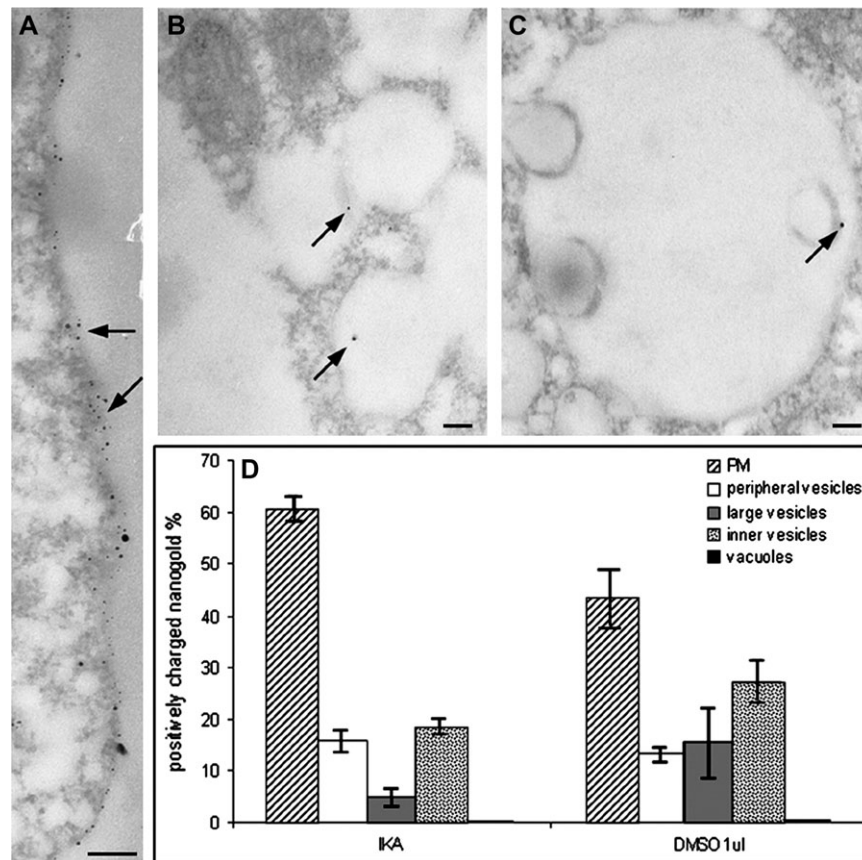 A
B
C
D
PM
peripheral vesicles
large vesicles
inner vesicles
vacuoles
positively charged nanogold %
70
60
50
40
30
20
10
0
IKA
DMSO 1ul